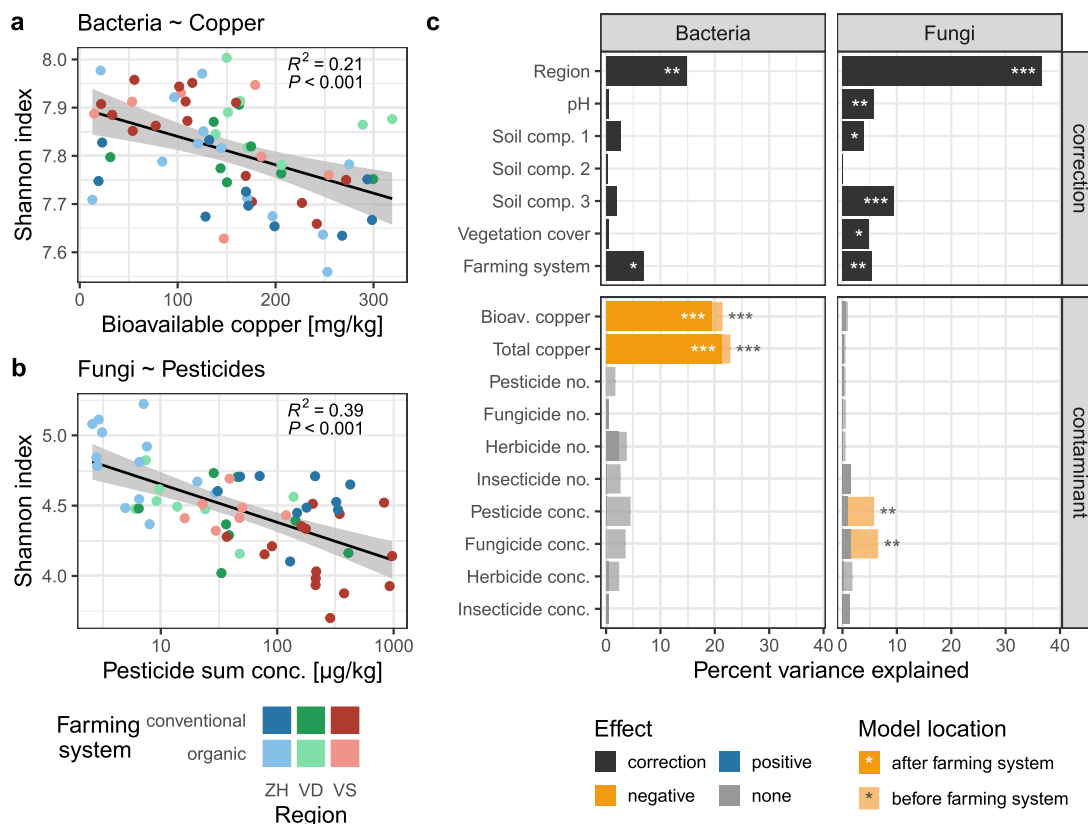 a
Bacteria ~ Copper
R² = 0.21
P < 0.001
8.0
7.9
7.8
7.7
7.6
Shannon index
0
100
200
300
Bioavailable copper [mg/kg]
b
Fungi ~ Pesticides
R² = 0.39
P < 0.001
5.0
4.5
4.0
Shannon index
10
100
1000
Pesticide sum conc. [µg/kg]
Farming
system
conventional
organic
ZH VD VS
Region
c
Bacteria
Fungi
Region
**
***
pH
**
Soil comp. 1
*
Soil comp. 2
Soil comp. 3
***
Vegetation cover
*
Farming system
*
**
correction
Bioav. copper
***
***
Total copper
***
***
Pesticide no.
Fungicide no.
Herbicide no.
Insecticide no.
Pesticide conc.
**
Fungicide conc.
**
Herbicide conc.
Insecticide conc.
contaminant
0 10 20 30 40
0 10 20 30 40
Percent variance explained
Effect
correction
positive
negative
none
Model location
* after farming system
* before farming system